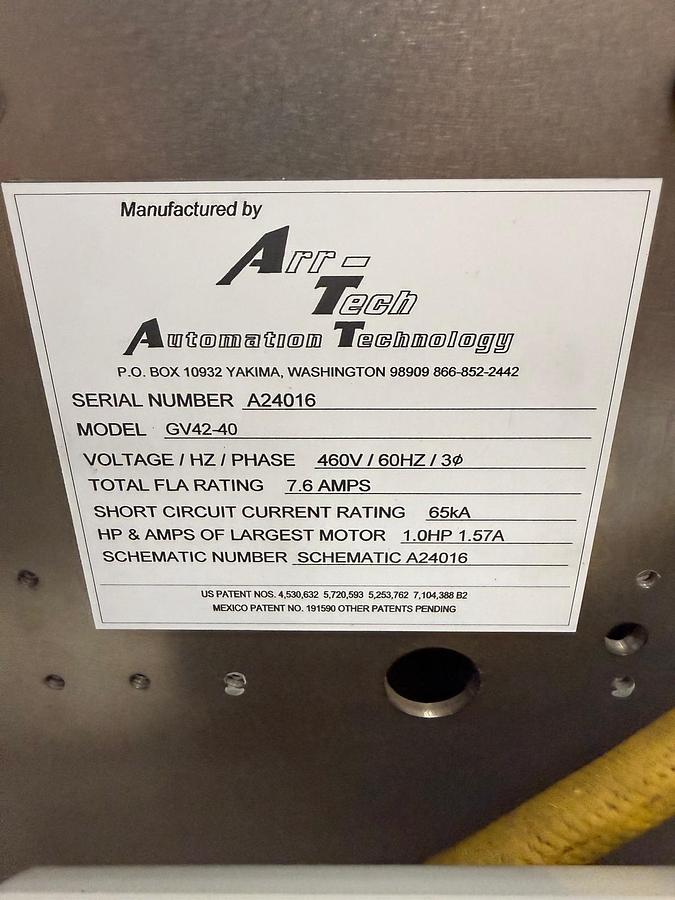 Manufactured by
Arr-
Tech
Automation Technology
P.O. BOX 10932 YAKIMA, WASHINGTON 98909 866-852-2442
SERIAL NUMBER A24016
MODEL GV42-40
VOLTAGE / HZ / PHASE 460V / 60HZ / 3ø
TOTAL FLA RATING 7.6 AMPS
SHORT CIRCUIT CURRENT RATING 65kA
HP & AMPS OF LARGEST MOTOR 1.0HP 1.57A
SCHEMATIC NUMBER SCHEMATIC A24016
US PATENT NOS. 4,530,632 5,720,593 5,253,762 7,104,388 B2
MEXICO PATENT NO. 191590 OTHER PATENTS PENDING